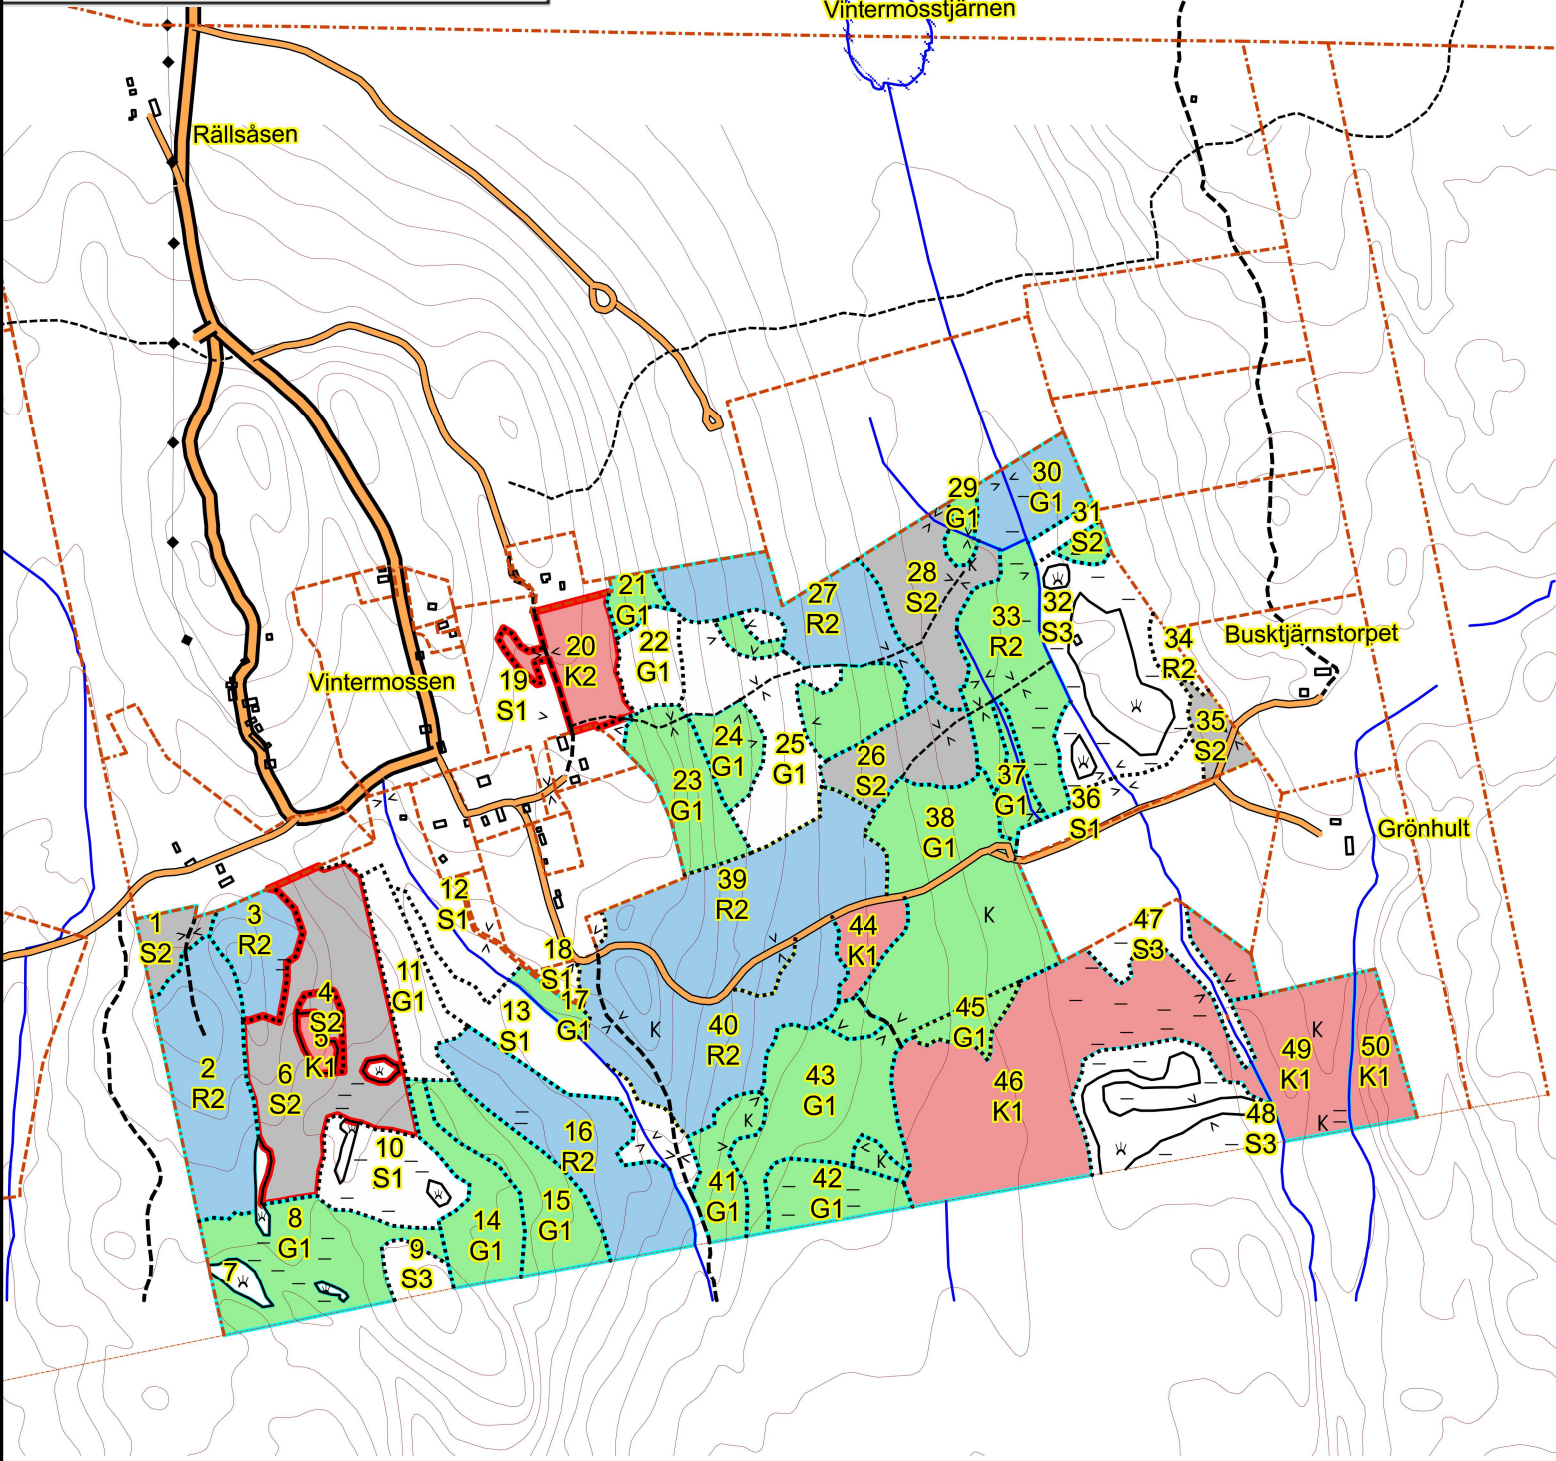 Vintermosstjärnen
Rällsåsen
Vintermossen
Busktjärnstorpet
Grönhult
1
S2
2
R2
3
R2
4
S2
5
K1
6
S2
7
8
G1
9
S3
10
S1
11
G1
12
S1
13
S1
14
G1
15
G1
16
R2
17
G1
18
S1
19
S1
20
K2
21
G1
22
G1
23
G1
24
G1
25
G1
26
S2
27
R2
28
S2
29
G1
30
G1
31
S2
32
S3
33
R2
34
R2
35
S2
36
S1
37
G1
38
G1
39
R2
40
R2
41
G1
42
G1
43
G1
44
K1
45
G1
46
K1
47
S3
48
S3
49
K1
50
K1
K
K
K
K
K
K
K